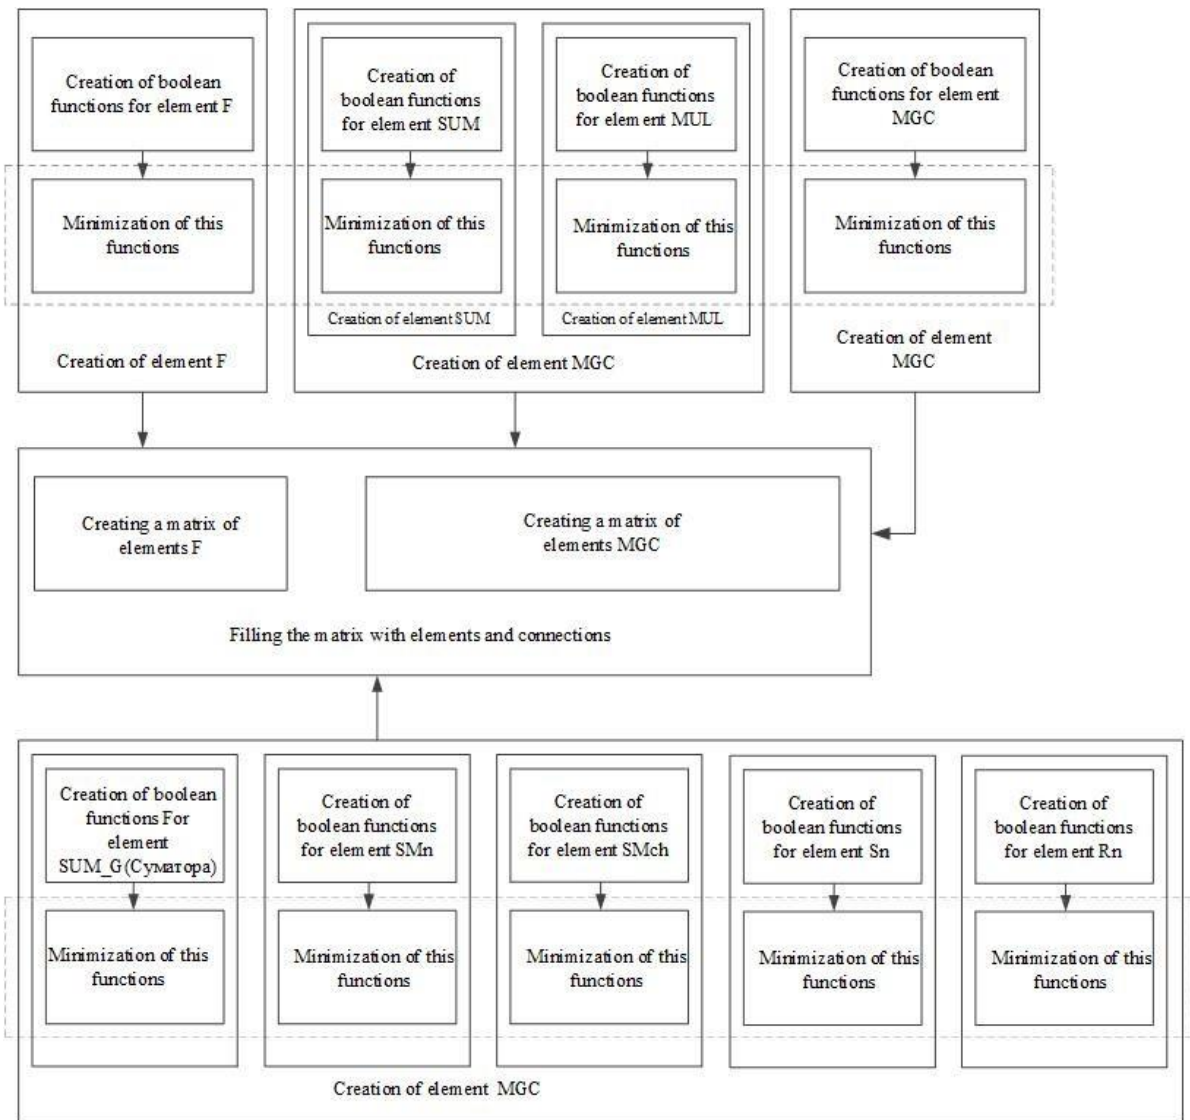 Creation of boolean
functions for element F
Creation of
boolean functions
for element SUM
Creation of
boolean functions
for element MUL
Creation of boolean
functions for element
MGC
Minimization of this
functions
Minimization of this
functions
Minimization of this
functions
Minimization of this
functions
Creation of element SUM
Creation of element MUL
Creation of element F
Creation of element MGC
Creation of element
MGC
Creating a matrix of
elements F
Creating a matrix of
elements MGC
Filling the matrix with elements and connections
Creation of boolean
functions For
element
SUM_G(Суматора)
Creation of
boolean functions
for element SMn
Creation of
boolean functions
for element SMch
Creation of
boolean functions
for element Sn
Creation of
boolean functions
for element Rn
Minimization of this
functions
Minimization of this
functions
Minimization of this
functions
Minimization of this
functions
Minimization of this
functions
Creation of element MGC